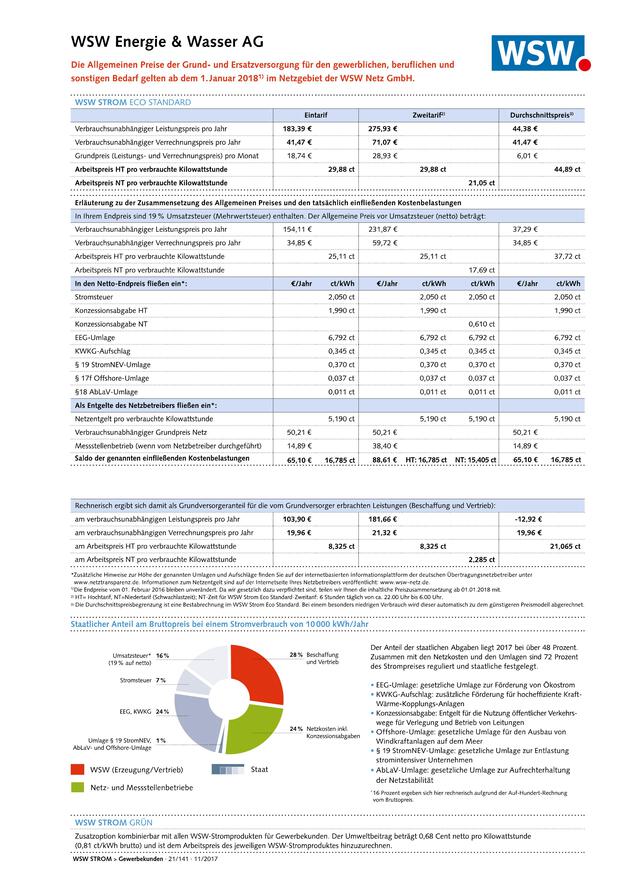 WSW Energie & Wasser AG
WSW.
Die Allgemeinen Preise der Grund- und Ersatzversorgung für den gewerblichen, beruflichen und
sonstigen Bedarf gelten ab dem 1. Januar 2018¹⁾ im Netzgebiet der WSW Netz GmbH.
WSW STROM ECO STANDARD
Eintarif Zweitarif²⁾ Durchschnittspreis³⁾
Verbrauchsunabhängiger Leistungspreis pro Jahr 183,39 € 275,93 € 44,38 €
Verbrauchsunabhängiger Verrechnungspreis pro Jahr 41,47 € 71,07 € 41,47 €
Grundpreis (Leistungs- und Verrechnungspreis) pro Monat 18,74 € 28,93 € 6,01 €
Arbeitspreis HT pro verbrauchte Kilowattstunde 29,88 ct 29,88 ct 44,89 ct
Arbeitspreis NT pro verbrauchte Kilowattstunde 21,05 ct
Erläuterung zu der Zusammensetzung des Allgemeinen Preises und den tatsächlich einfließenden Kostenbelastungen
In Ihrem Endpreis sind 19 % Umsatzsteuer (Mehrwertsteuer) enthalten. Der Allgemeine Preis vor Umsatzsteuer (netto) beträgt:
Verbrauchsunabhängiger Leistungspreis pro Jahr 154,11 € 231,87 € 37,29 €
Verbrauchsunabhängiger Verrechnungspreis pro Jahr 34,85 € 59,72 € 34,85 €
Arbeitspreis HT pro verbrauchte Kilowattstunde 25,11 ct 25,11 ct 37,72 ct
Arbeitspreis NT pro verbrauchte Kilowattstunde 17,69 ct
In den Netto-Endpreis fließen ein*: €/Jahr ct/kWh €/Jahr ct/kWh ct/kWh €/Jahr ct/kWh
Stromsteuer 2,050 ct 2,050 ct 2,050 ct 2,050 ct
Konzessionsabgabe HT 1,990 ct 1,990 ct 1,990 ct
Konzessionsabgabe NT 0,610 ct
EEG-Umlage 6,792 ct 6,792 ct 6,792 ct 6,792 ct
KWKG-Aufschlag 0,345 ct 0,345 ct 0,345 ct 0,345 ct
§ 19 StromNEV-Umlage 0,370 ct 0,370 ct 0,370 ct 0,370 ct
§ 17f Offshore-Umlage 0,037 ct 0,037 ct 0,037 ct 0,037 ct
§18 AbLaV-Umlage 0,011 ct 0,011 ct 0,011 ct 0,011 ct
Als Entgelte des Netzbetreibers fließen ein*:
Netzentgelt pro verbrauchte Kilowattstunde 5,190 ct 5,190 ct 5,190 ct 5,190 ct
Verbrauchsunabhängiger Grundpreis Netz 50,21 € 50,21 € 50,21 €
Messstellenbetrieb (wenn vom Netzbetreiber durchgeführt) 14,89 € 38,40 € 14,89 €
Saldo der genannten einfließenden Kostenbelastungen 65,10 € 16,785 ct 88,61 € HT: 16,785 ct NT: 15,405 ct 65,10 € 16,785 ct
Rechnerisch ergibt sich damit als Grundversorgeranteil für die vom Grundversorger erbrachten Leistungen (Beschaffung und Vertrieb):
am verbrauchsunabhängigen Leistungspreis pro Jahr 103,90 € 181,66 € -12,92 €
am verbrauchsunabhängigen Verrechnungspreis pro Jahr 19,96 € 21,32 € 19,96 €
am Arbeitspreis HT pro verbrauchte Kilowattstunde 8,325 ct 8,325 ct 21,065 ct
am Arbeitspreis NT pro verbrauchte Kilowattstunde 2,285 ct
*Zusätzliche Hinweise zur Höhe der genannten Umlagen und Aufschläge finden Sie auf der internetbasierten informationsplattform der deutschen Übertragungsnetzbetreiber unter
www.netztransparenz.de. Informationen zum Netzentgelt sind auf der Internetseite Ihres Netzbetreibers veröffentlicht: www.wsw-netz.de.
¹⁾Die Endpreise vom 01. Februar 2016 bleiben unverändert. Da wir gesetzlich dazu verpflichtet sind, teilen wir Ihnen die inhaltliche Preiszusammensetzung ab 01.01.2018 mit.
²⁾ HT= Hochtarif, NT=Niedertarif (Schwachlastzeit); NT-Zeit für WSW Strom Eco Standard-Zweitarif: 6 Stunden täglich von ca. 22.00 Uhr bis 6.00 Uhr.
³⁾ Die Durchschnittspreisbegrenzung ist eine Bestabrechnung im WSW Strom Eco Standard. Bei einem besonders niedrigen Verbrauch wird dieser automatisch zu dem günstigeren Preismodell abgerechnet.
Staatlicher Anteil am Bruttopreis bei einem Stromverbrauch von 10 000 kWh/Jahr
Umsatzsteuer* 16 %
(19 % auf netto)
Stromsteuer 7 %
EEG, KWKG 24 %
Umlage § 19 StromNEV, 1 %
AbLaV- und Offshore-Umlage
28 % Beschaffung
und Vertrieb
24 % Netzkosten inkl.
Konzessionsabgaben
WSW (Erzeugung/Vertrieb)
Staat
Netz- und Messstellenbetriebe
Der Anteil der staatlichen Abgaben liegt 2017 bei über 48 Prozent.
Zusammen mit den Netzkosten und den Umlagen sind 72 Prozent
des Strompreises reguliert und staatliche festgelegt.
• EEG-Umlage: gesetzliche Umlage zur Förderung von Ökostrom
• KWKG-Aufschlag: zusätzliche Förderung für hocheffiziente Kraft-
Wärme-Kopplungs-Anlagen
• Konzessionsabgabe: Entgelt für die Nutzung öffentlicher Verkehrs-
wege für Verlegung und Betrieb von Leitungen
• Offshore-Umlage: gesetzliche Umlage für den Ausbau von
Windkraftanlagen auf dem Meer
• § 19 StromNEV-Umlage: gesetzliche Umlage zur Entlastung
stromintensiver Unternehmen
• AbLaV-Umlage: gesetzliche Umlage zur Aufrechterhaltung
der Netzstabilität
*16 Prozent ergeben sich hier rechnerisch aufgrund der Auf-Hundert-Rechnung
vom Bruttopreis.
WSW STROM GRÜN
Zusatzoption kombinierbar mit allen WSW-Stromprodukten für Gewerbekunden. Der Umweltbeitrag beträgt 0,68 Cent netto pro Kilowattstunde
(0,81 ct/kWh brutto) und ist dem Arbeitspreis des jeweiligen WSW-Stromproduktes hinzuzurechnen.
WSW STROM > Gewerbekunden · 21/141 · 11/2017